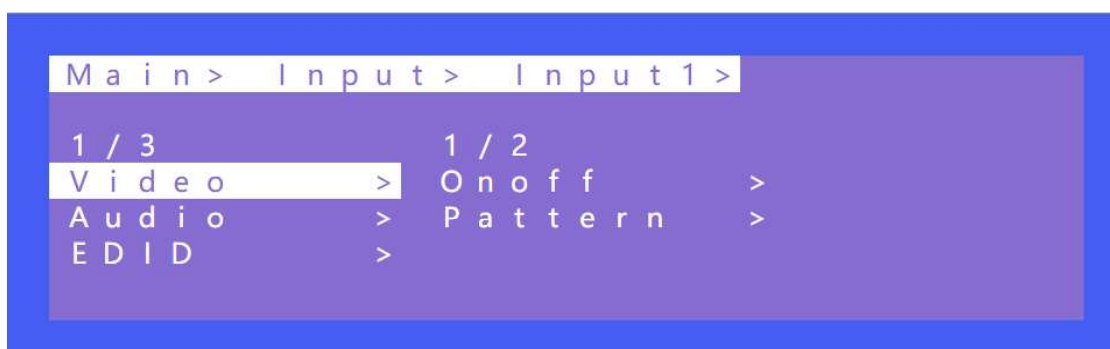 Main> Input> Input1>
1/3 1/2
Video > Onoff >
Audio > Pattern >
EDID >